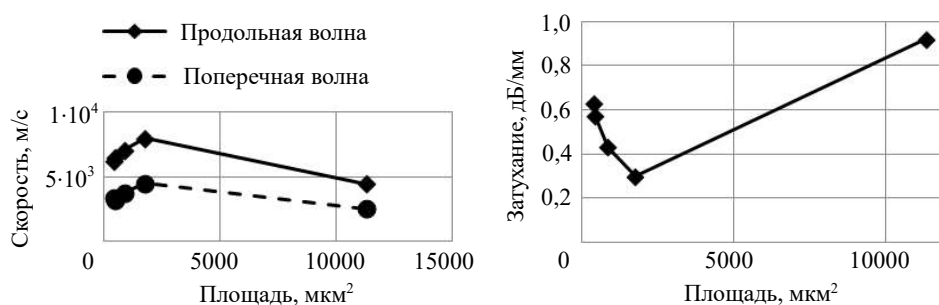 Продольная волна
Поперечная волна
Скорость, м/с
1·10⁴
5·10³
0
5000
10000
15000
Площадь, мкм²
Затухание, дБ/мм
1,0
0,8
0,6
0,4
0,2
0
5000
10000
Площадь, мкм²